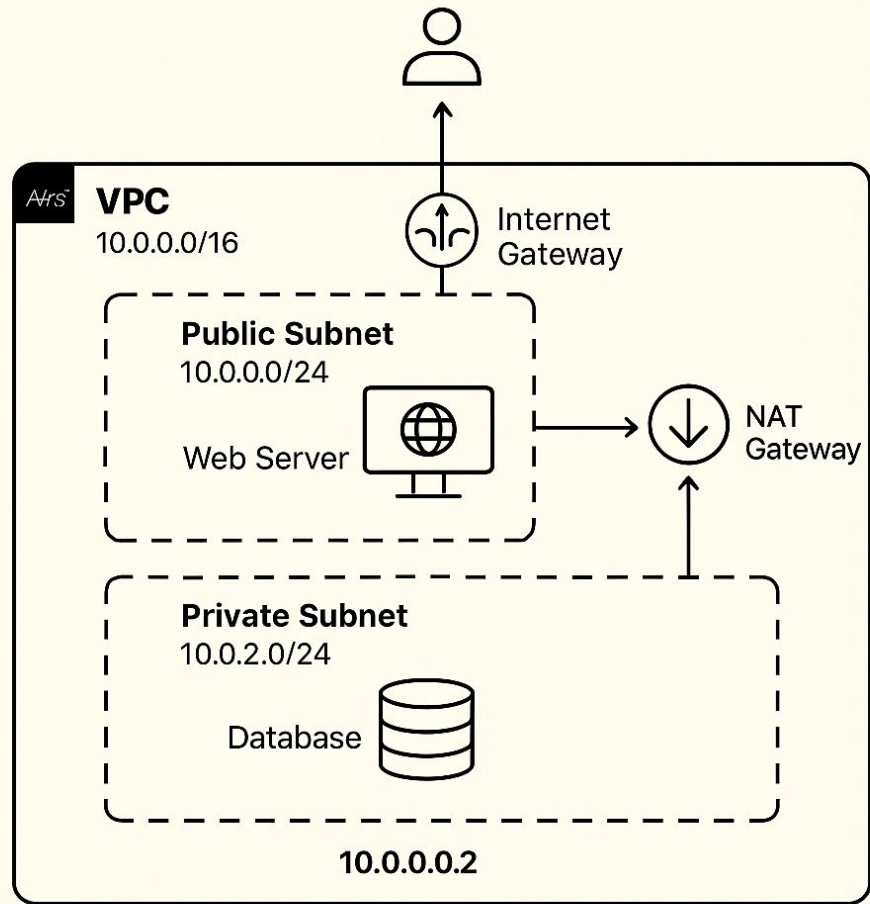 VPC
10.0.0.0/16
Internet
Gateway
Public Subnet
10.0.0.0/24
Web Server
NAT
Gateway
Private Subnet
10.0.2.0/24
Database
10.0.0.0.2